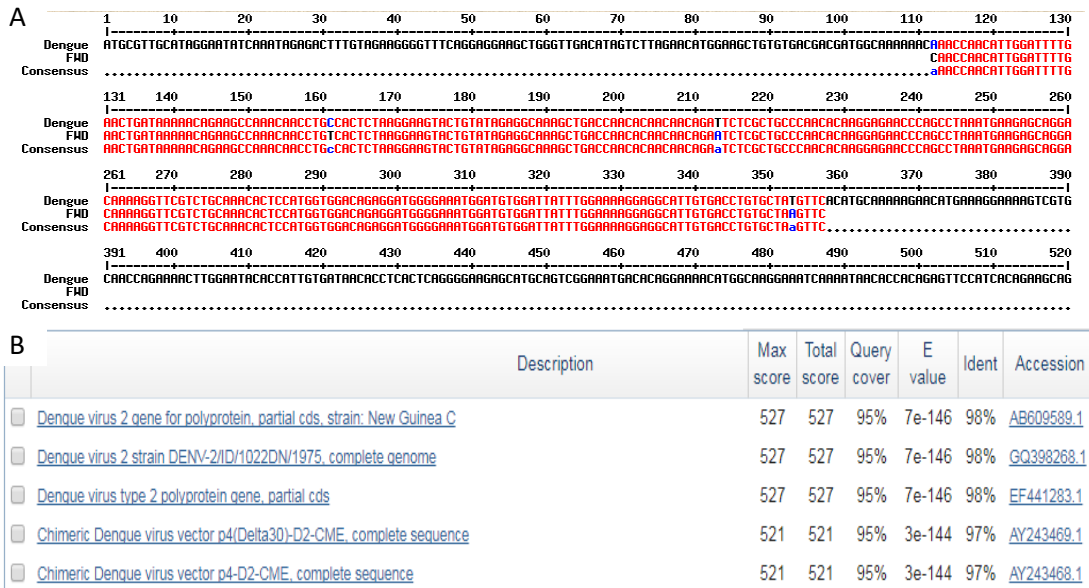 A
1 10 20 30 40 50 60 70 80 90 100 110 120 130
|--------+---------+---------+---------+---------+---------+---------+---------+---------+---------+---------+---------+---------|
Dengue ATGCGTTGCATAGGAATATCAAATAGAGACTTTGTAGAAGGGGTTTCAGGAGGAAGCTGGGTTGACATAGTCTTAGAACATGGAAGCTGTGTGACGACGATGGCAAAAAACAAACCAACATTGGATTTTG
FWD CAACCAACATTGGATTTTG
Consensus ...............................................................................................................aAACCAACATTGGATTTTG
131 140 150 160 170 180 190 200 210 220 230 240 250 260
|--------+---------+---------+---------+---------+---------+---------+---------+---------+---------+---------+---------+---------|
Dengue AACTGATAAAAACAGAAGCCAAACAACCTGCCACTCTAAGGAAGTACTGTATAGAGGCAAAGCTGACCAACACAACAACAGATTCTCGCTGCCCAACACAAGGAGAACCCAGCCTAAATGAAGAGCAGGA
FWD AACTGATAAAAACAGAAGCCAAACAACCTGTCACTCTAAGGAAGTACTGTATAGAGGCAAAGCTGACCAACACAACAACAGAATCTCGCTGCCCAACACAAGGAGAACCCAGCCTAAATGAAGAGCAGGA
Consensus AACTGATAAAAACAGAAGCCAAACAACCTGcCACTCTAAGGAAGTACTGTATAGAGGCAAAGCTGACCAACACAACAACAGAaTCTCGCTGCCCAACACAAGGAGAACCCAGCCTAAATGAAGAGCAGGA
261 270 280 290 300 310 320 330 340 350 360 370 380 390
|--------+---------+---------+---------+---------+---------+---------+---------+---------+---------+---------+---------+---------|
Dengue CAAAAGGTTCGTCTGCAAACACTCCATGGTGGACAGAGGATGGGGAAATGGATGTGGATTATTTGGAAAAGGAGGCATTGTGACCTGTGCTATGTTCACATGCAAAAAGAACATGAAAGGAAAAGTCGTG
FWD CAAAAGGTTCGTCTGCAAACACTCCATGGTGGACAGAGGATGGGGAAATGGATGTGGATTATTTGGAAAAGGAGGCATTGTGACCTGTGCTAAGTTC
Consensus CAAAAGGTTCGTCTGCAAACACTCCATGGTGGACAGAGGATGGGGAAATGGATGTGGATTATTTGGAAAAGGAGGCATTGTGACCTGTGCTAaGTTC.................................
391 400 410 420 430 440 450 460 470 480 490 500 510 520
|--------+---------+---------+---------+---------+---------+---------+---------+---------+---------+---------+---------+---------|
Dengue CAACCAGAAAACTTGGAATACACCATTGTGATAACACCTCACTCAGGGGAAGAGCATGCAGTCGGAAATGACACAGGAAAACATGGCAAGGAAATCAAAATAACACCACAGAGTTCCATCACAGAAGCAG
FWD
Consensus ..................................................................................................................................
B
Description Max score Total score Query cover E value Ident Accession
Dengue virus 2 gene for polyprotein, partial cds, strain: New Guinea C 527 527 95% 7e-146 98% AB609589.1
Dengue virus 2 strain DENV-2/ID/1022DN/1975, complete genome 527 527 95% 7e-146 98% GQ398268.1
Dengue virus type 2 polyprotein gene, partial cds 527 527 95% 7e-146 98% EF441283.1
Chimeric Dengue virus vector p4(Delta30)-D2-CME, complete sequence 521 521 95% 3e-144 97% AY243469.1
Chimeric Dengue virus vector p4-D2-CME, complete sequence 521 521 95% 3e-144 97% AY243468.1